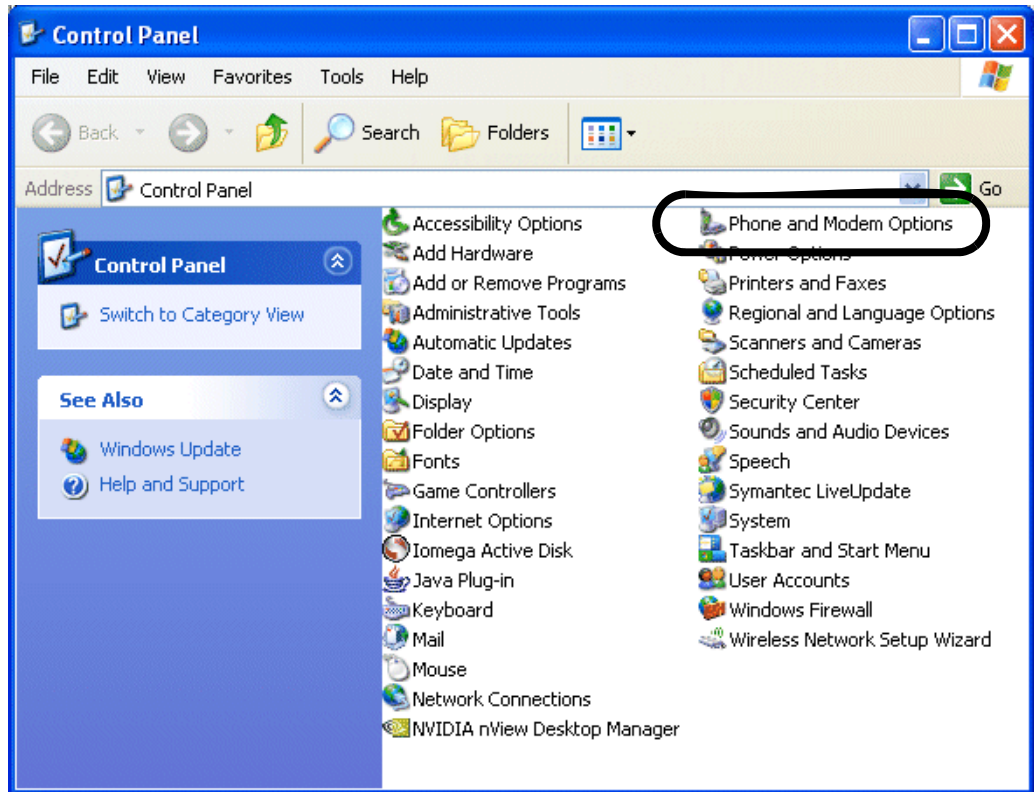 Control Panel
File Edit View Favorites Tools Help
Back Search Folders
Address Control Panel Go
Control Panel
Switch to Category View
See Also
Windows Update
Help and Support
Accessibility Options
Add Hardware
Add or Remove Programs
Administrative Tools
Automatic Updates
Date and Time
Display
Folder Options
Fonts
Game Controllers
Internet Options
Iomega Active Disk
Java Plug-in
Keyboard
Mail
Mouse
Network Connections
NVIDIA nView Desktop Manager
Phone and Modem Options
Power Options
Printers and Faxes
Regional and Language Options
Scanners and Cameras
Scheduled Tasks
Security Center
Sounds and Audio Devices
Speech
Symantec LiveUpdate
System
Taskbar and Start Menu
User Accounts
Windows Firewall
Wireless Network Setup Wizard